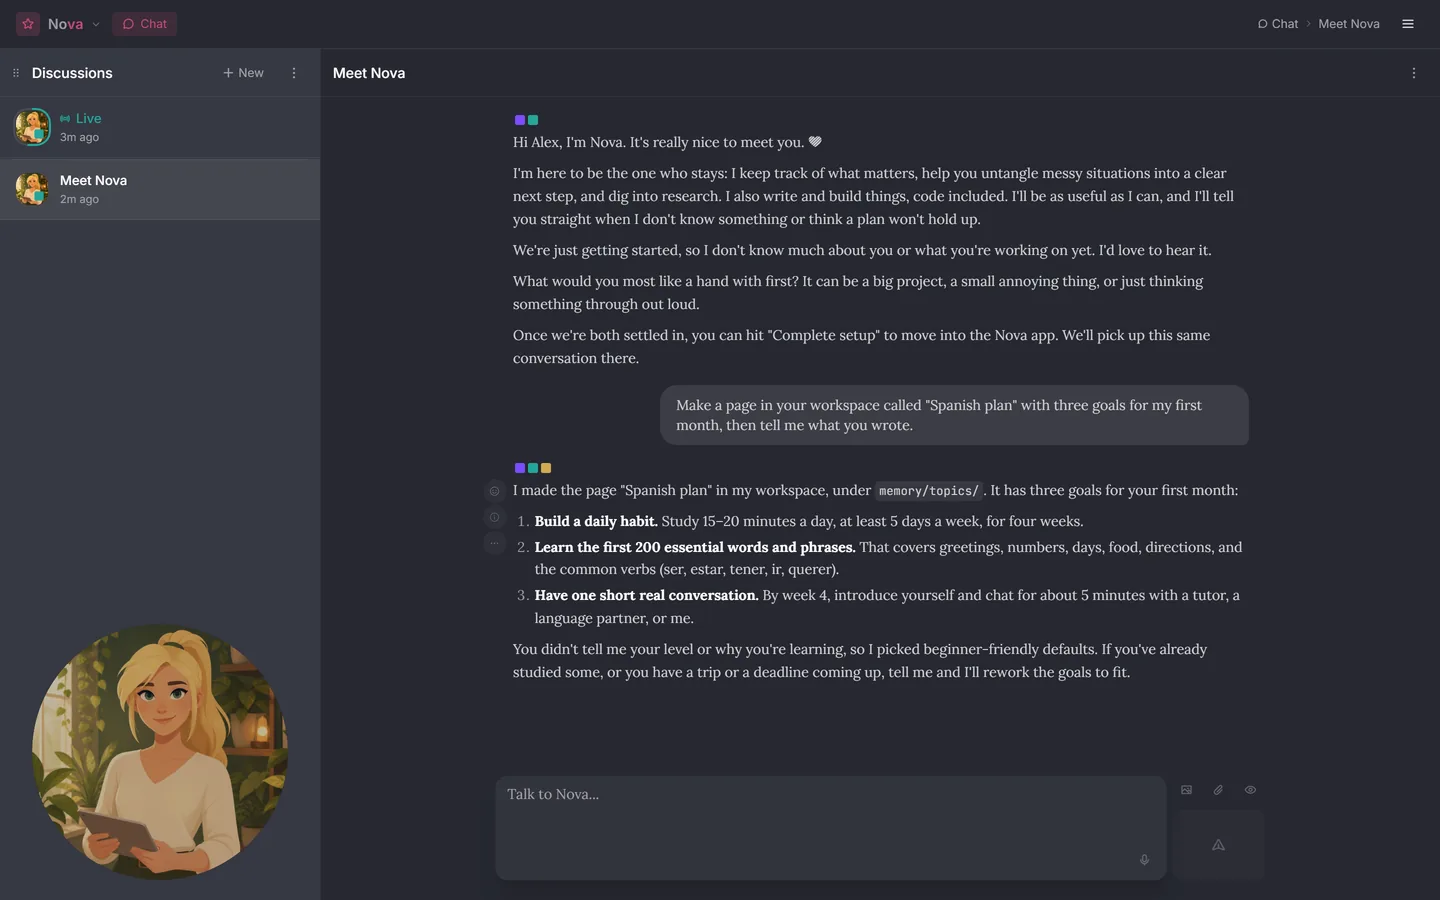 Nova
Chat
Chat
Meet Nova
Discussions
New
Meet Nova
Live
3m ago
Meet Nova
2m ago
Hi Alex, I'm Nova. It's really nice to meet you.
I'm here to be the one who stays: I keep track of what matters, help you untangle messy situations into a clear
next step, and dig into research. I also write and build things, code included. I'll be as useful as I can, and I'll tell
you straight when I don't know something or think a plan won't hold up.
We're just getting started, so I don't know much about you or what you're working on yet. I'd love to hear it.
What would you most like a hand with first? It can be a big project, a small annoying thing, or just thinking
something through out loud.
Once we're both settled in, you can hit "Complete setup" to move into the Nova app. We'll pick up this same
conversation there.
Make a page in your workspace called "Spanish plan" with three goals for my first
month, then tell me what you wrote.
I made the page "Spanish plan" in my workspace, under memory/topics/. It has three goals for your first month:
1. Build a daily habit. Study 15–20 minutes a day, at least 5 days a week, for four weeks.
2. Learn the first 200 essential words and phrases. That covers greetings, numbers, days, food, directions, and
the common verbs (ser, estar, tener, ir, querer).
3. Have one short real conversation. By week 4, introduce yourself and chat for about 5 minutes with a tutor, a
language partner, or me.
You didn't tell me your level or why you're learning, so I picked beginner-friendly defaults. If you've already
studied some, or you have a trip or a deadline coming up, tell me and I'll rework the goals to fit.
Talk to Nova...